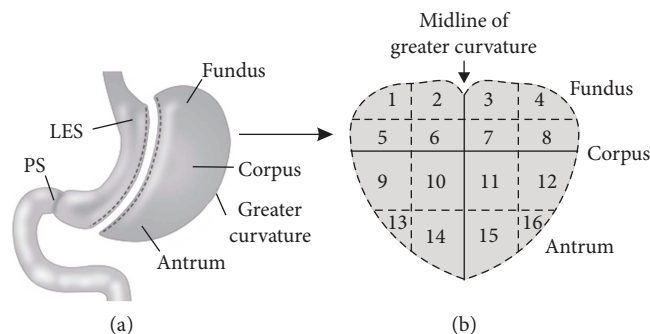 Fundus
LES
PS
Corpus
Greater
curvature
Antrum
(a)
Midline of
greater curvature
1 2 3 4 Fundus
5 6 7 8
Corpus
9 10 11 12
13 14 15 16
Antrum
(b)